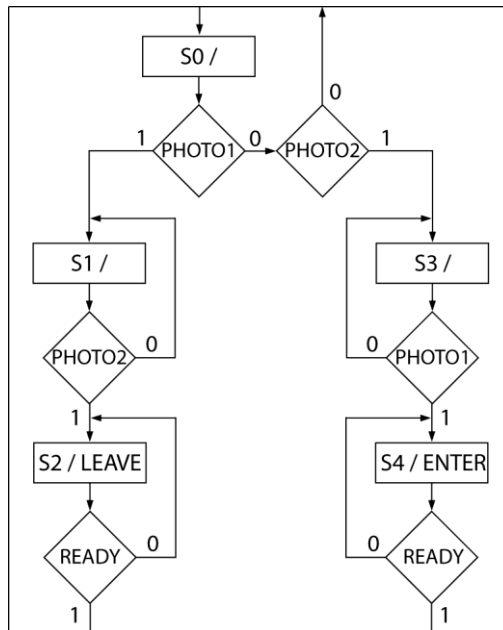 S0 /
0
1 PHOTO1 0 PHOTO2 1
S1 / S3 /
PHOTO2 0 0 PHOTO1
1 1
S2 / LEAVE S4 / ENTER
READY 0 0 READY
1 1